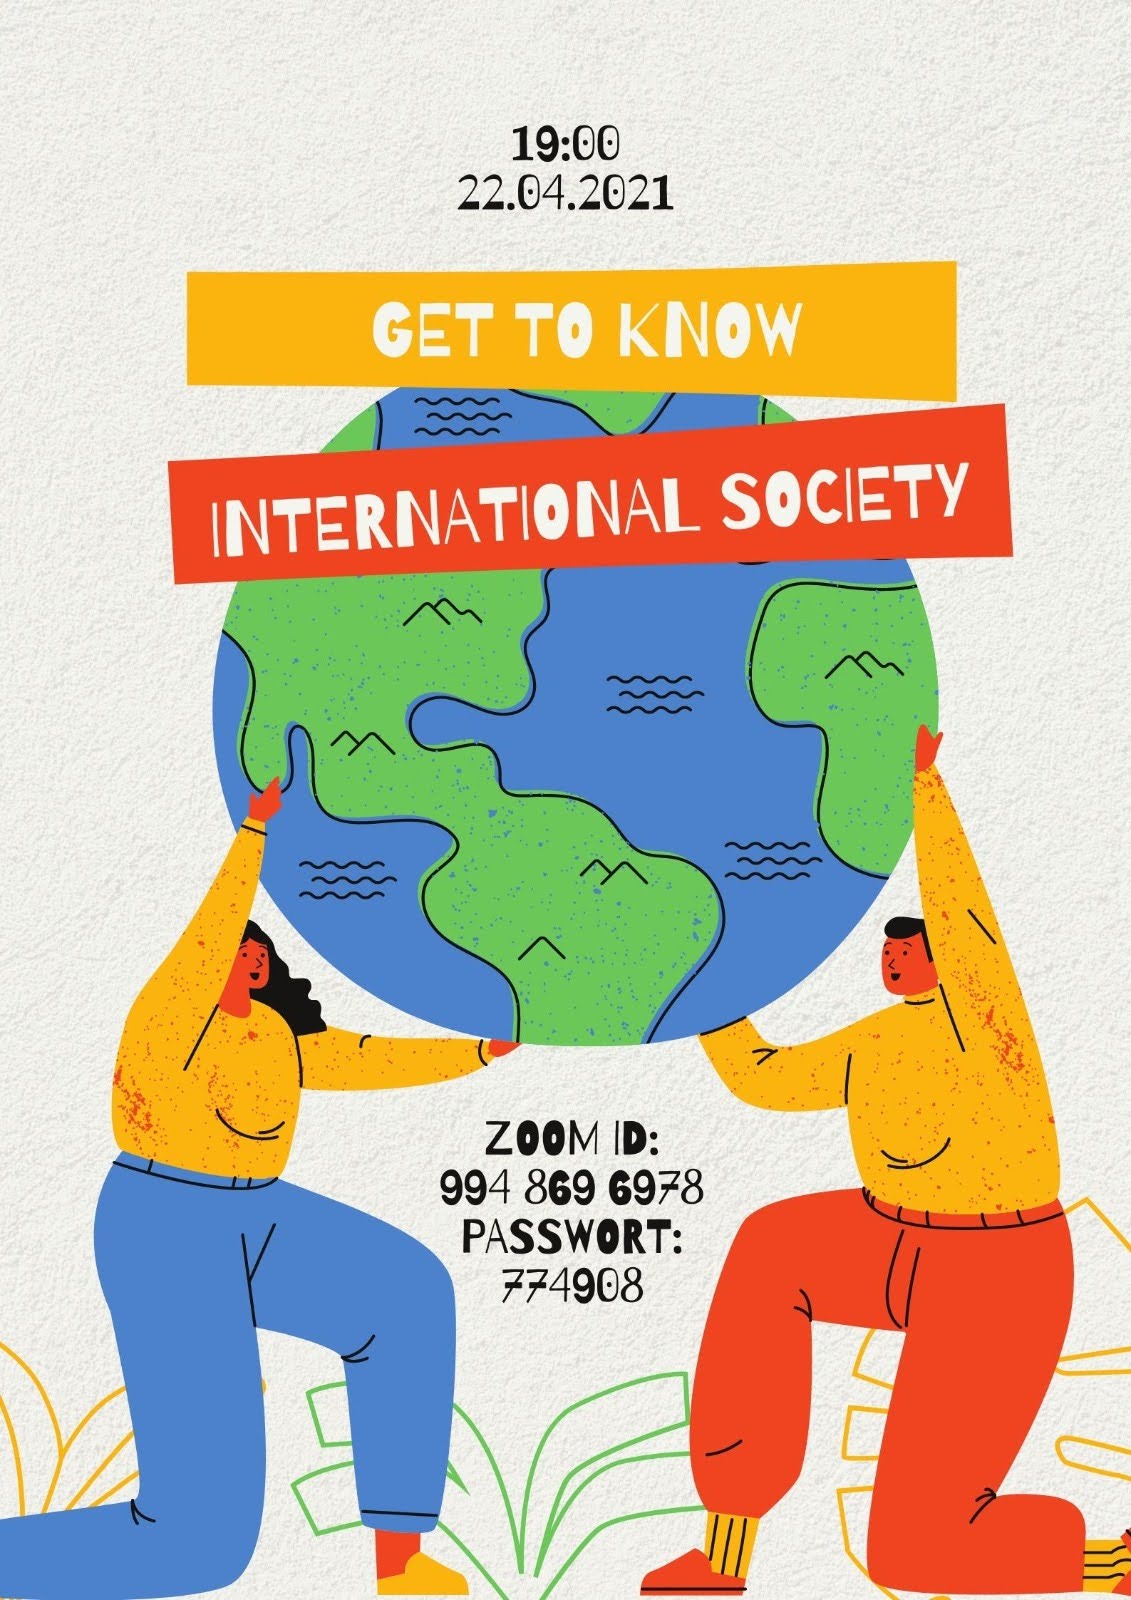 19:00
22.04.2021
GET TO KNOW
INTERNATIONAL SOCIETY
ZOOM ID:
994 869 6978
PASSWORT:
774908